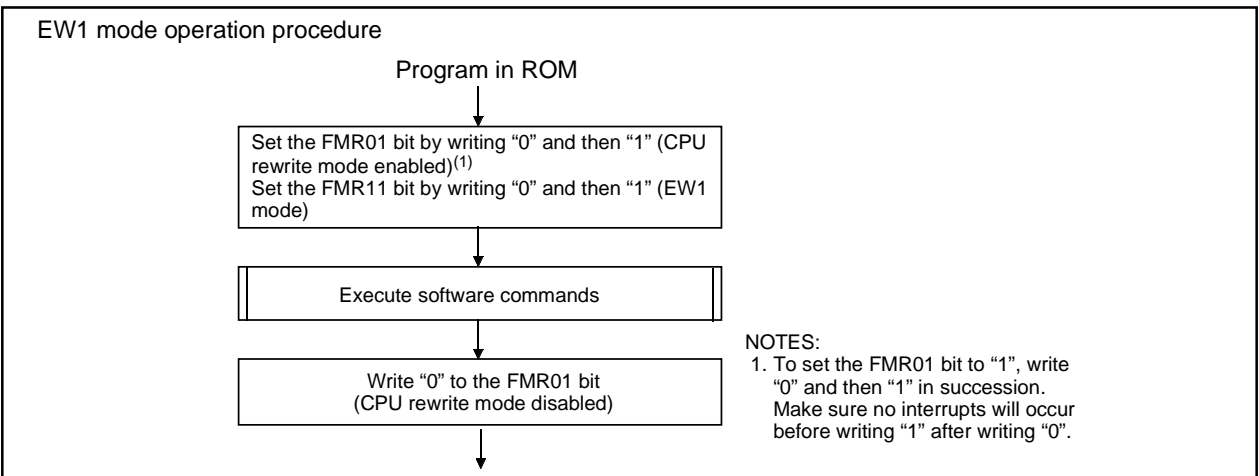 EW1 mode operation procedure
Program in ROM
Set the FMR01 bit by writing “0” and then “1” (CPU
rewrite mode enabled)(1)
Set the FMR11 bit by writing “0” and then “1” (EW1
mode)
Execute software commands
Write “0” to the FMR01 bit
(CPU rewrite mode disabled)
NOTES:
1. To set the FMR01 bit to “1”, write
“0” and then “1” in succession.
Make sure no interrupts will occur
before writing “1” after writing “0”.